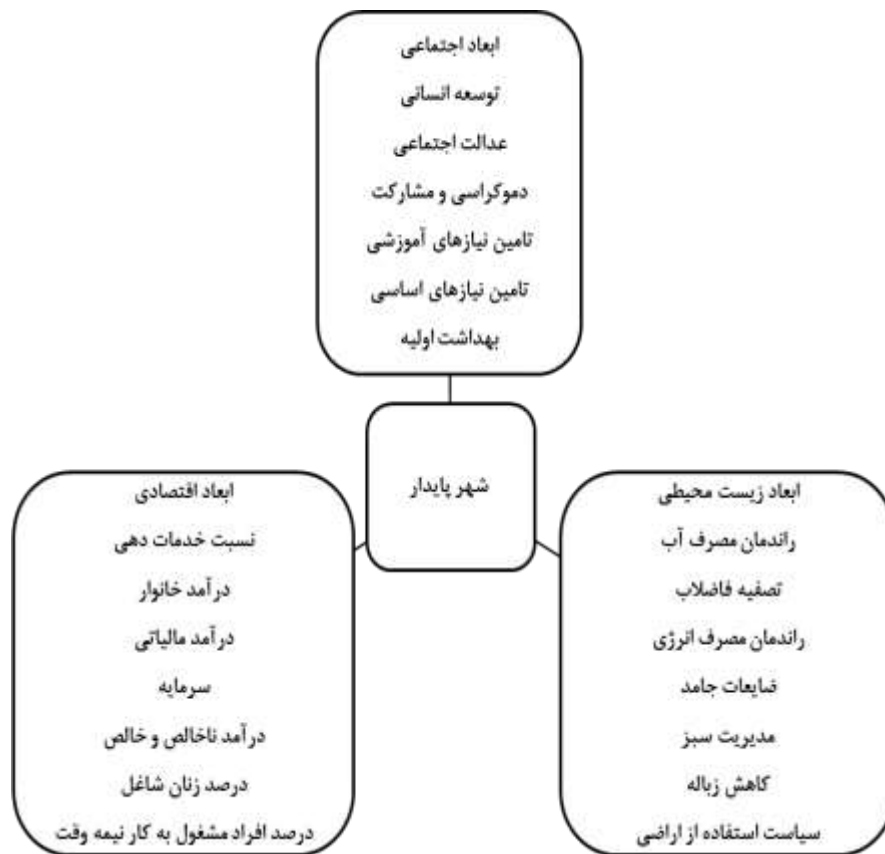 ابعاد اجتماعی
توسعه انسانی
عدالت اجتماعی
دموکراسی و مشارکت
تامین نیازهای آموزشی
تامین نیازهای اساسی
بهداشت اولیه
شهر پایدار
ابعاد زیست محیطی
راندمان مصرف آب
تصفیه فاضلاب
راندمان مصرف انرژی
ضایعات جامد
مدیریت سبز
کاهش زباله
سیاست استفاده از اراضی
ابعاد اقتصادی
نسبت خدمات دهی
درآمد خانوار
درآمد مالیاتی
سرمایه
درآمد ناخالص و خالص
درصد زنان شاغل
درصد افراد مشغول به کار نیمه وقت